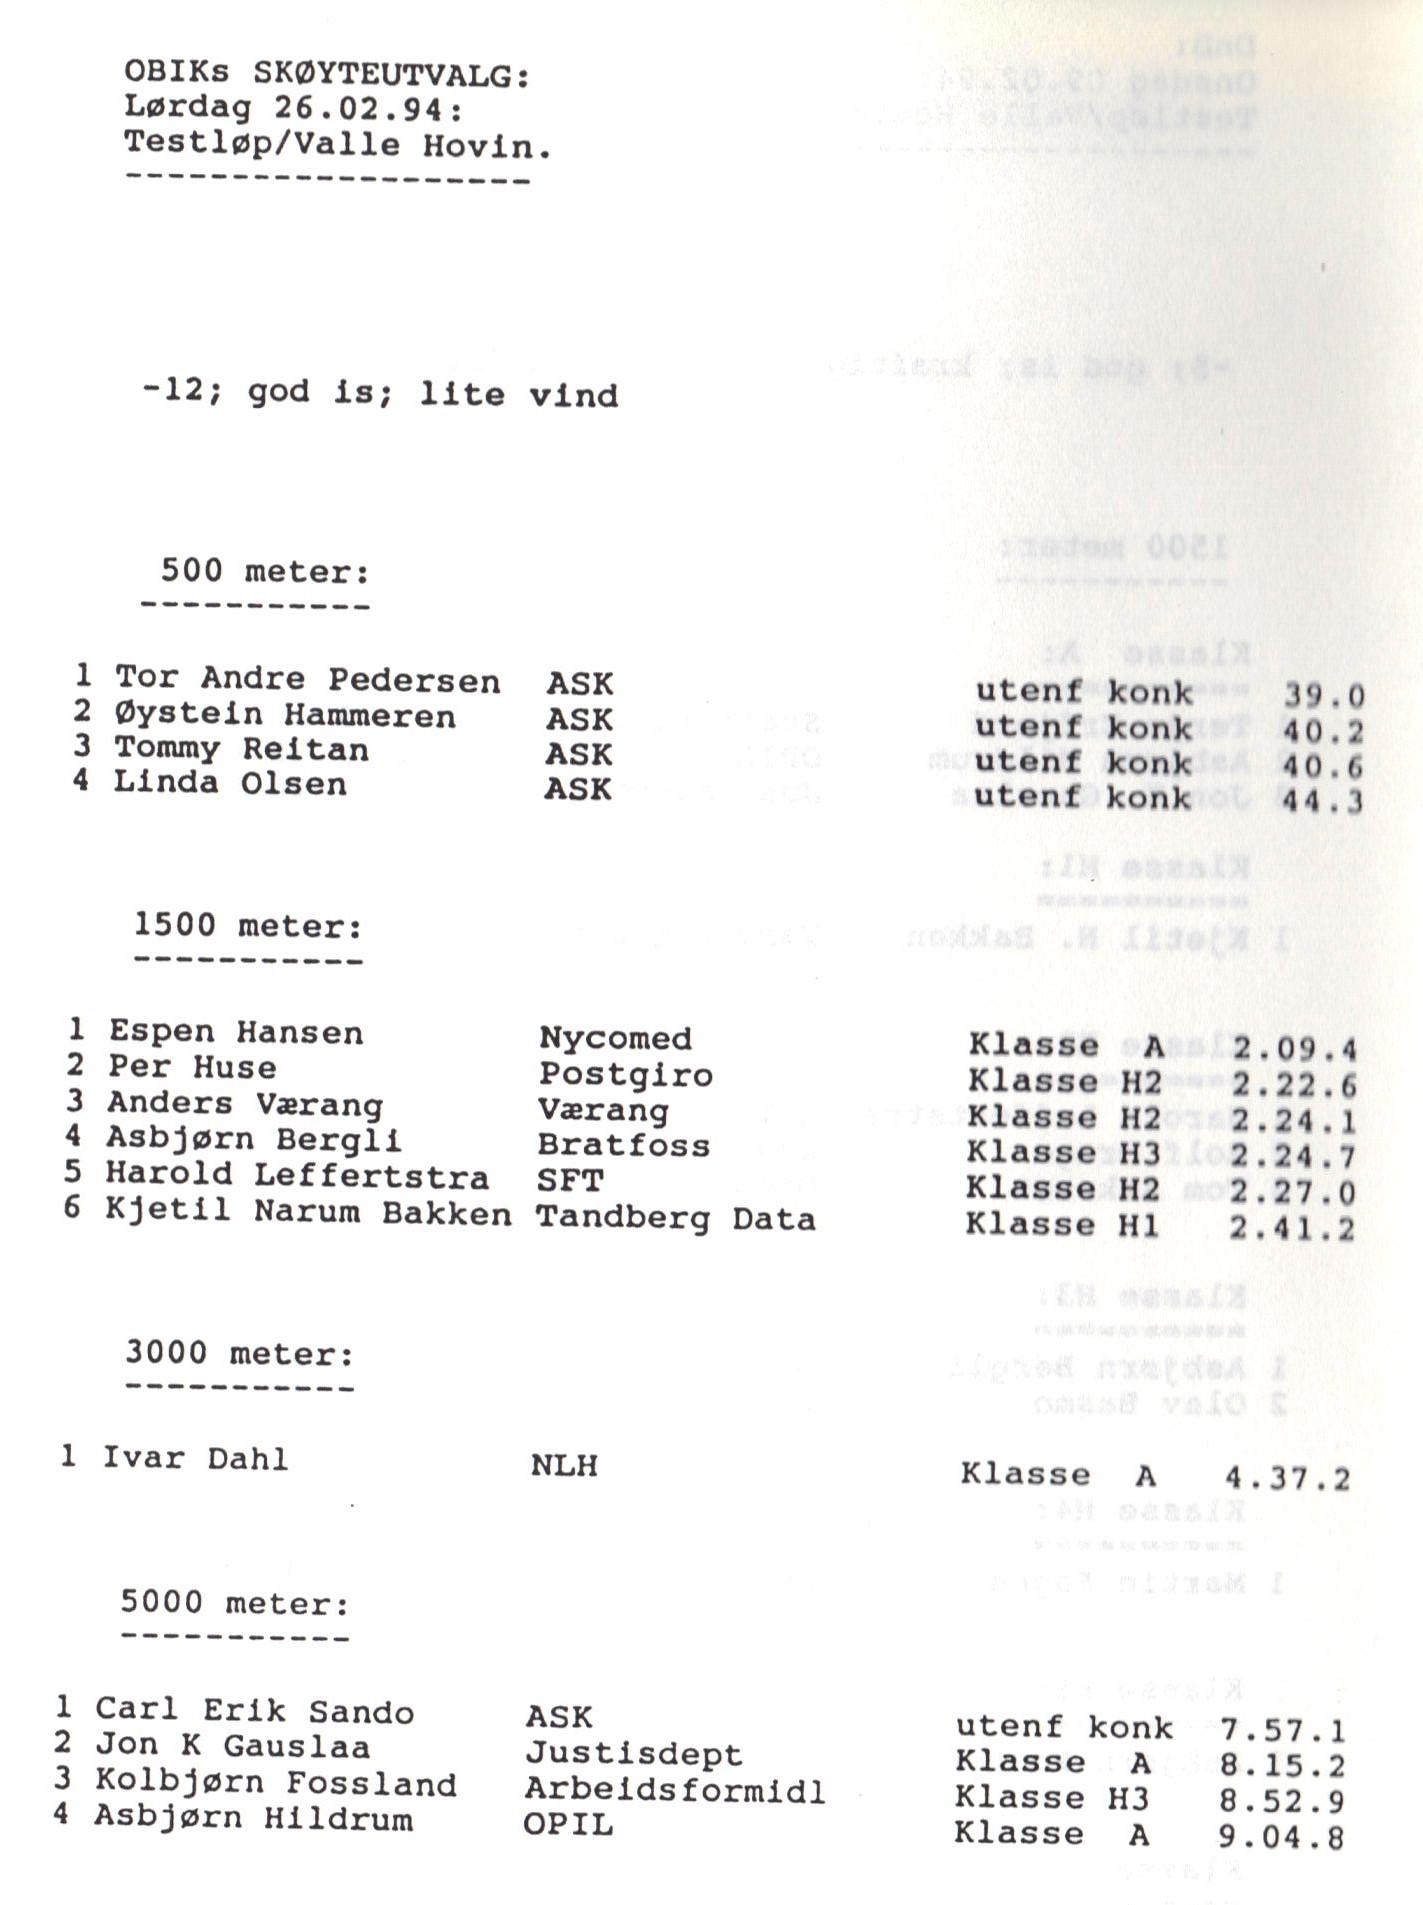 OBIKs SKØYTEUTVALG:
Lørdag 26.02.94:
Testløp/Valle Hovin.
-------------------
-12; god is; lite vind
500 meter:
-----------
1 Tor Andre Pedersen ASK utenf konk 39.0
2 Øystein Hammeren ASK utenf konk 40.2
3 Tommy Reitan ASK utenf konk 40.6
4 Linda Olsen ASK utenf konk 44.3
1500 meter:
-----------
1 Espen Hansen Nycomed Klasse A 2.09.4
2 Per Huse Postgiro Klasse H2 2.22.6
3 Anders Værang Værang Klasse H2 2.24.1
4 Asbjørn Bergli Bratfoss Klasse H3 2.24.7
5 Harold Leffertstra SFT Klasse H2 2.27.0
6 Kjetil Narum Bakken Tandberg Data Klasse H1 2.41.2
3000 meter:
-----------
1 Ivar Dahl NLH Klasse A 4.37.2
5000 meter:
-----------
1 Carl Erik Sando ASK utenf konk 7.57.1
2 Jon K Gauslaa Justisdept Klasse A 8.15.2
3 Kolbjørn Fossland Arbeidsformidl Klasse H3 8.52.9
4 Asbjørn Hildrum OPIL Klasse A 9.04.8